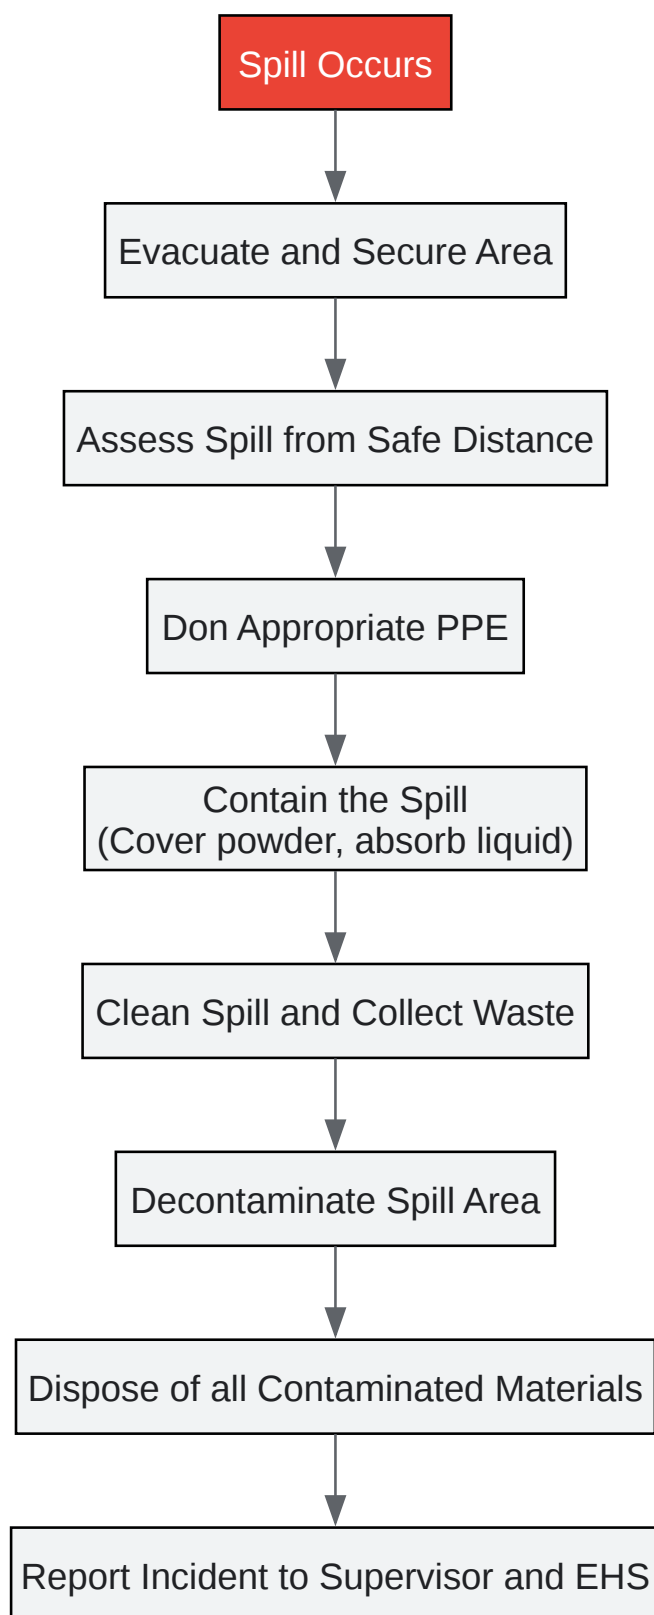 Spill Occurs
Evacuate and Secure Area
Assess Spill from Safe Distance
Don Appropriate PPE
Contain the Spill
(Cover powder, absorb liquid)
Clean Spill and Collect Waste
Decontaminate Spill Area
Dispose of all Contaminated Materials
Report Incident to Supervisor and EHS